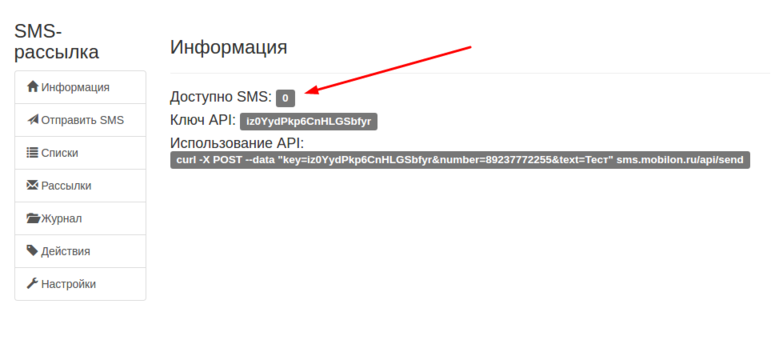 SMS-
рассылка
Информация
Отправить SMS
Списки
Рассылки
Журнал
Действия
Настройки
Информация
Доступно SMS: 0
Ключ API: iz0YydPkp6CnHLGSbfyr
Использование API:
curl -X POST --data "key=iz0YydPkp6CnHLGSbfyr&number=89237772255&text=Тест" sms.mobilon.ru/api/send